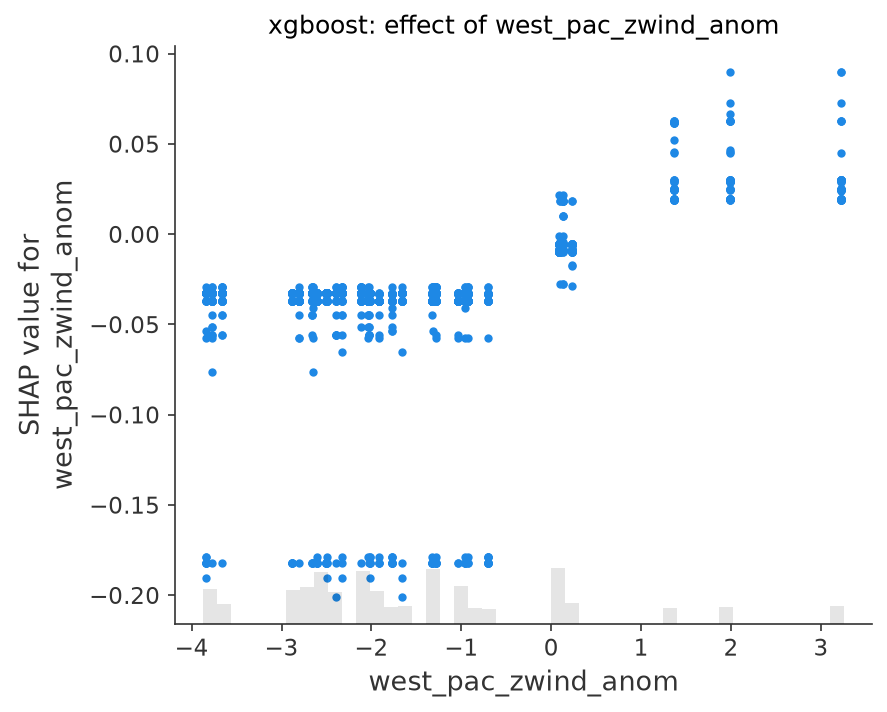 xgboost: effect of west_pac_zwind_anom
0.10
0.05
0.00
−0.05
−0.10
−0.15
−0.20
SHAP value for
west_pac_zwind_anom
−4 −3 −2 −1 0 1 2 3
west_pac_zwind_anom